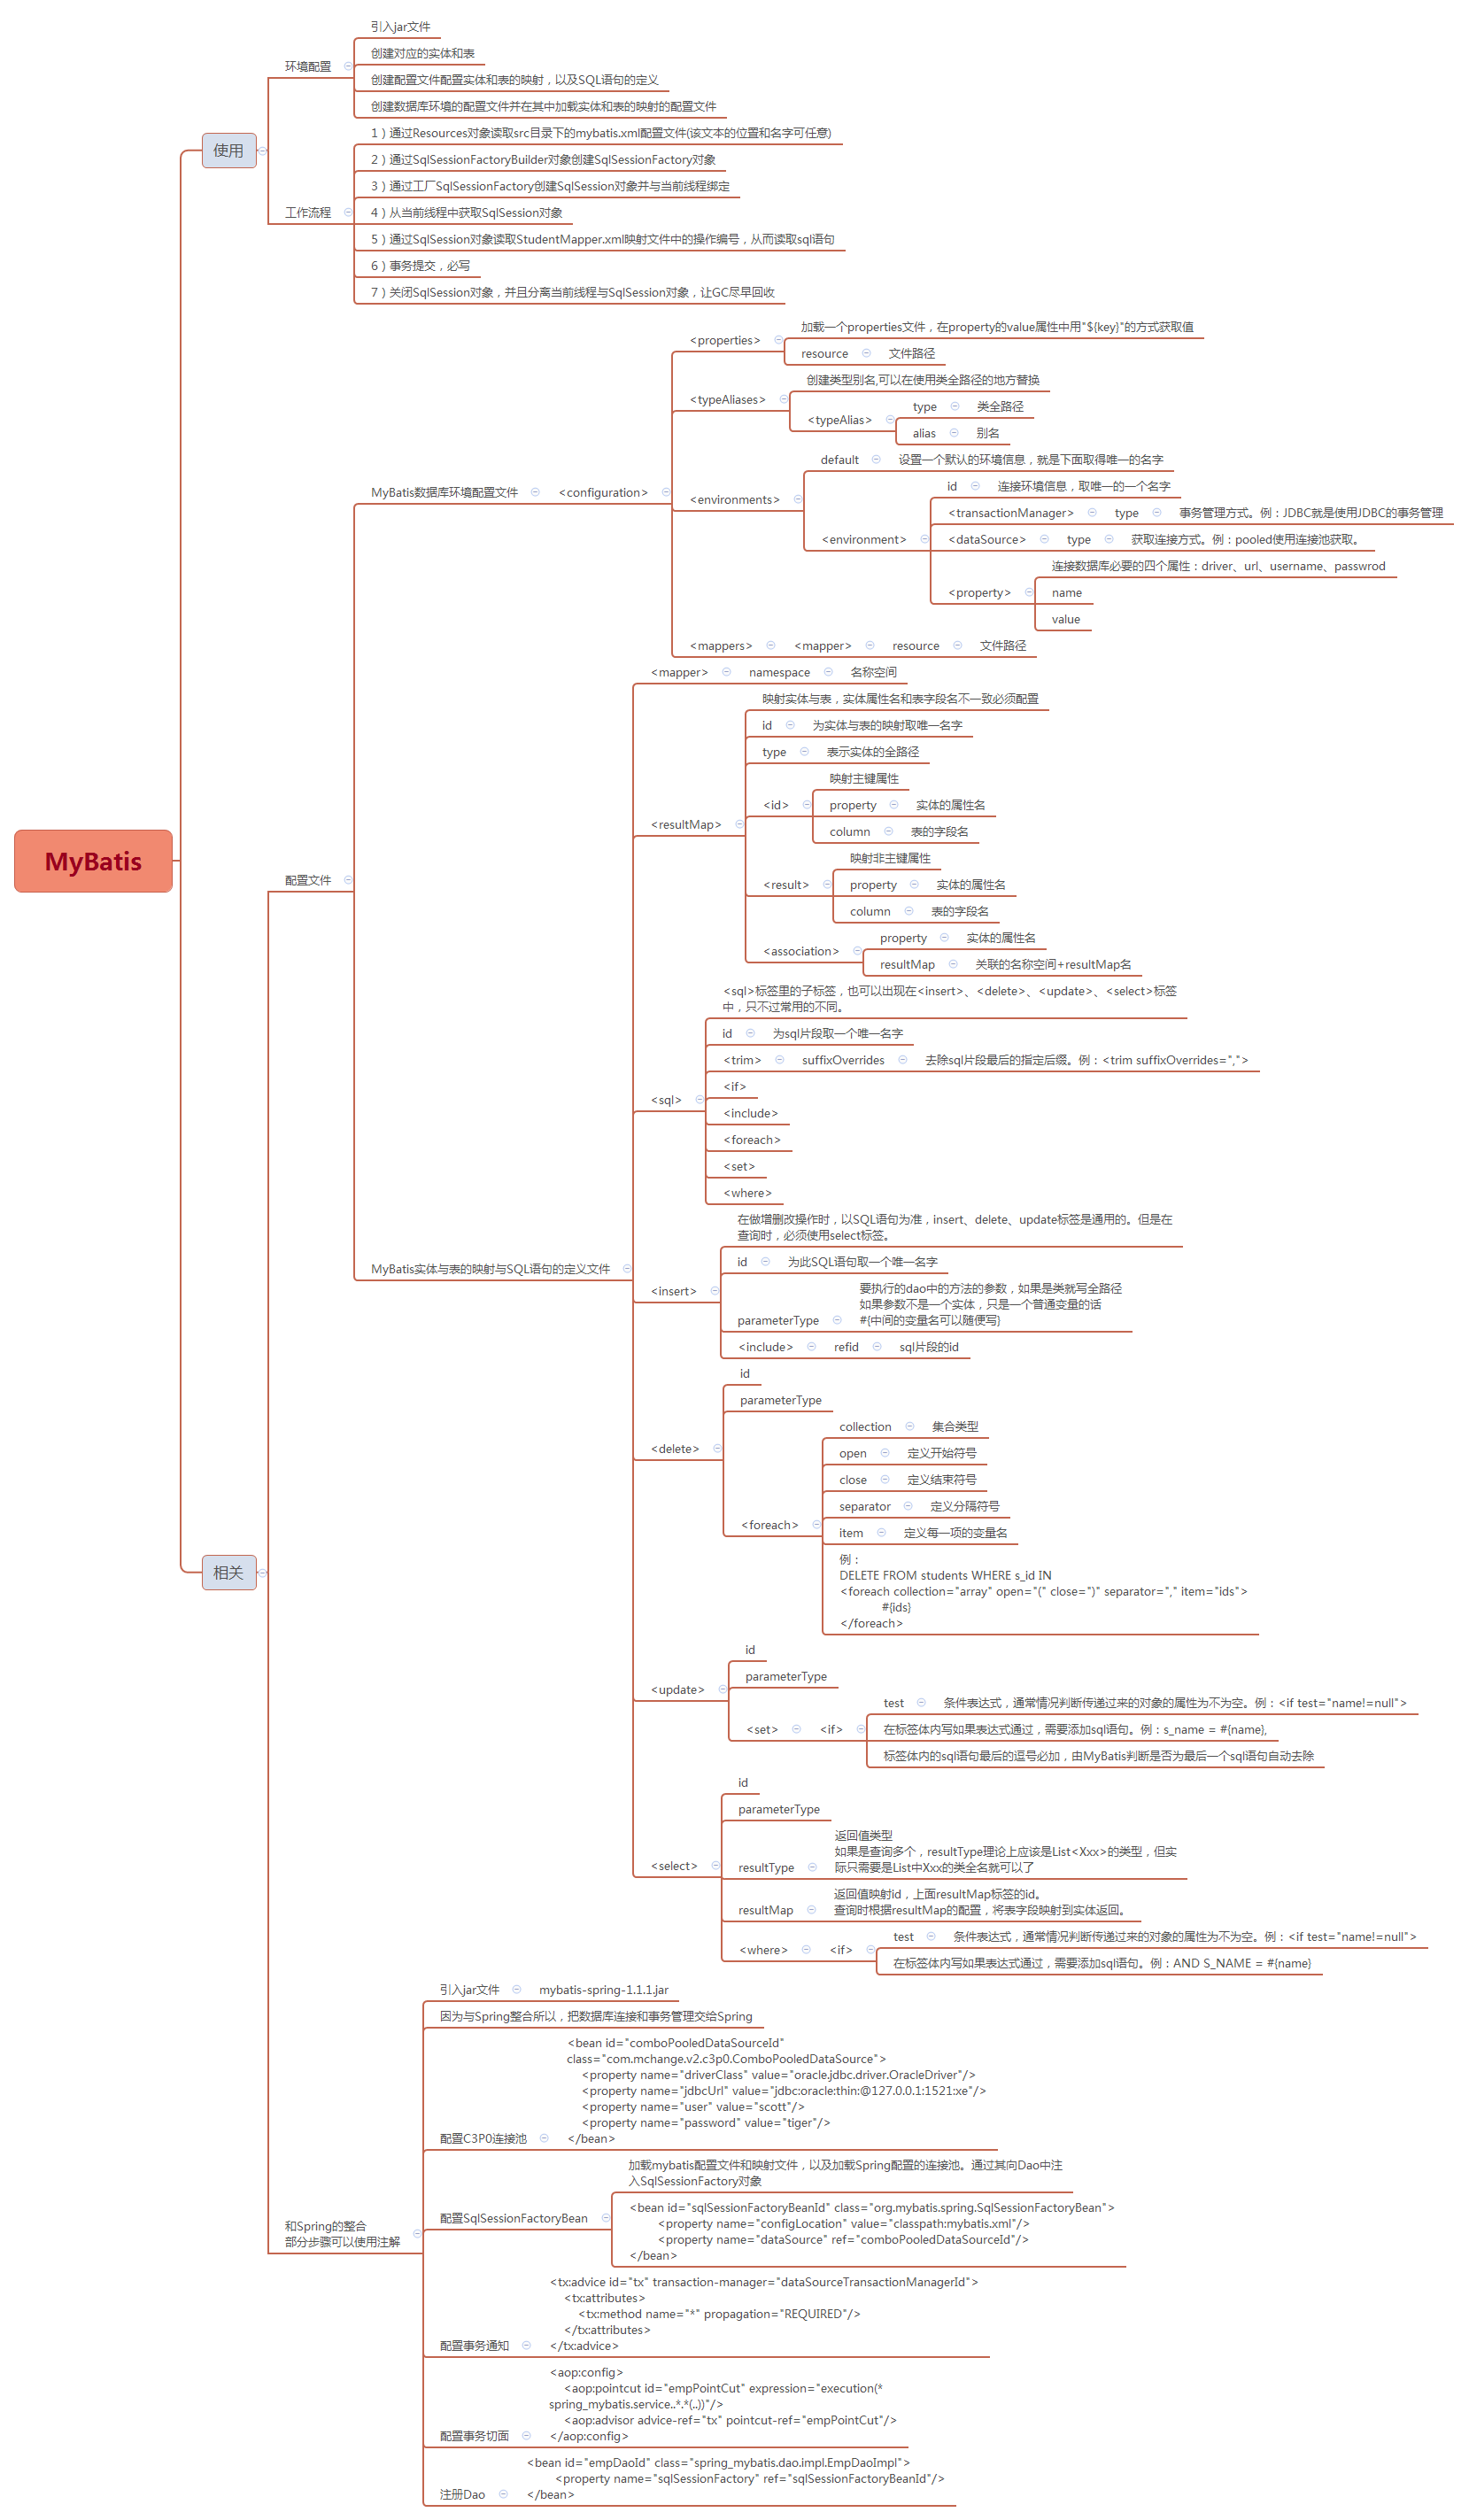 MyBatis
使用
环境配置
引入jar文件
创建对应的实体和表
创建配置文件配置实体和表的映射，以及SQL语句的定义
创建数据库环境的配置文件并在其中加载实体和表的映射的配置文件
工作流程
1）通过Resources对象读取src目录下的mybatis.xml配置文件(该文本的位置和名字可任意)
2）通过SqlSessionFactoryBuilder对象创建SqlSessionFactory对象
3）通过工厂SqlSessionFactory创建SqlSession对象并与当前线程绑定
4）从当前线程中获取SqlSession对象
5）通过SqlSession对象读取StudentMapper.xml映射文件中的操作编号，从而读取sql语句
6）事务提交，必写
7）关闭SqlSession对象，并且分离当前线程与SqlSession对象，让GC尽早回收
相关
配置文件
MyBatis数据库环境配置文件
<configuration>
<properties>
加载一个properties文件，在property的value属性中用"${key}"的方式获取值
resource
文件路径
<typeAliases>
创建类型别名,可以在使用类全路径的地方替换
<typeAlias>
type
类全路径
alias
别名
<environments>
default
设置一个默认的环境信息，就是下面取得唯一的名字
<environment>
id
连接环境信息，取唯一的一个名字
<transactionManager>
type
事务管理方式。例：JDBC就是使用JDBC的事务管理
<dataSource>
type
获取连接方式。例：pooled使用连接池获取。
<property>
连接数据库必要的四个属性：driver、url、username、passwrod
name
value
<mappers>
<mapper>
resource
文件路径
MyBatis实体与表的映射与SQL语句的定义文件
<mapper>
namespace
名称空间
<resultMap>
映射实体与表，实体属性名和表字段名不一致必须配置
id
为实体与表的映射取唯一名字
type
表示实体的全路径
<id>
映射主键属性
property
实体的属性名
column
表的字段名
<result>
映射非主键属性
property
实体的属性名
column
表的字段名
<association>
property
实体的属性名
resultMap
关联的名称空间+resultMap名
<sql>
<sql>标签里的子标签，也可以出现在<insert>、<delete>、<update>、<select>标签
中，只不过常用的不同。
id
为sql片段取一个唯一名字
<trim>
suffixOverrides
去除sql片段最后的指定后缀。例：<trim suffixOverrides=",">
<if>
<include>
<foreach>
<set>
<where>
<insert>
在做增删改操作时，以SQL语句为准，insert、delete、update标签是通用的。但是在
查询时，必须使用select标签。
id
为此SQL语句取一个唯一名字
parameterType
要执行的dao中的方法的参数，如果是类就写全路径
如果参数不是一个实体，只是一个普通变量的话
#{中间的变量名可以随便写}
<include>
refid
sql片段的id
<delete>
id
parameterType
<foreach>
collection
集合类型
open
定义开始符号
close
定义结束符号
separator
定义分隔符号
item
定义每一项的变量名
例：
DELETE FROM students WHERE s_id IN
<foreach collection="array" open="(" close=")" separator="," item="ids">
#{ids}
</foreach>
<update>
id
parameterType
<set>
<if>
test
条件表达式，通常情况判断传递过来的对象的属性为不为空。例：<if test="name!=null">
在标签体内写如果表达式通过，需要添加sql语句。例：s_name = #{name},
标签体内的sql语句最后的逗号必加，由MyBatis判断是否为最后一个sql语句自动去除
<select>
id
parameterType
resultType
返回值类型
如果是查询多个，resultType理论上应该是List<Xxx>的类型，但实
际只需要是List中Xxx的类全名就可以了
resultMap
返回值映射id，上面resultMap标签的id。
查询时根据resultMap的配置，将表字段映射到实体返回。
<where>
<if>
test
条件表达式，通常情况判断传递过来的对象的属性为不为空。例：<if test="name!=null">
在标签体内写如果表达式通过，需要添加sql语句。例：AND S_NAME = #{name}
和Spring的整合
部分步骤可以使用注解
引入jar文件
mybatis-spring-1.1.1.jar
因为与Spring整合所以，把数据库连接和事务管理交给Spring
配置C3P0连接池
<bean id="comboPooledDataSourceId"
class="com.mchange.v2.c3p0.ComboPooledDataSource">
<property name="driverClass" value="oracle.jdbc.driver.OracleDriver"/>
<property name="jdbcUrl" value="jdbc:oracle:thin:@127.0.0.1:1521:xe"/>
<property name="user" value="scott"/>
<property name="password" value="tiger"/>
</bean>
配置SqlSessionFactoryBean
加载mybatis配置文件和映射文件，以及加载Spring配置的连接池。通过其向Dao中注
入SqlSessionFactory对象
<bean id="sqlSessionFactoryBeanId" class="org.mybatis.spring.SqlSessionFactoryBean">
<property name="configLocation" value="classpath:mybatis.xml"/>
<property name="dataSource" ref="comboPooledDataSourceId"/>
</bean>
配置事务通知
<tx:advice id="tx" transaction-manager="dataSourceTransactionManagerId">
<tx:attributes>
<tx:method name="*" propagation="REQUIRED"/>
</tx:attributes>
</tx:advice>
配置事务切面
<aop:config>
<aop:pointcut id="empPointCut" expression="execution(*
spring_mybatis.service..*.*(..))"/>
<aop:advisor advice-ref="tx" pointcut-ref="empPointCut"/>
</aop:config>
注册Dao
<bean id="empDaoId" class="spring_mybatis.dao.impl.EmpDaoImpl">
<property name="sqlSessionFactory" ref="sqlSessionFactoryBeanId"/>
</bean>